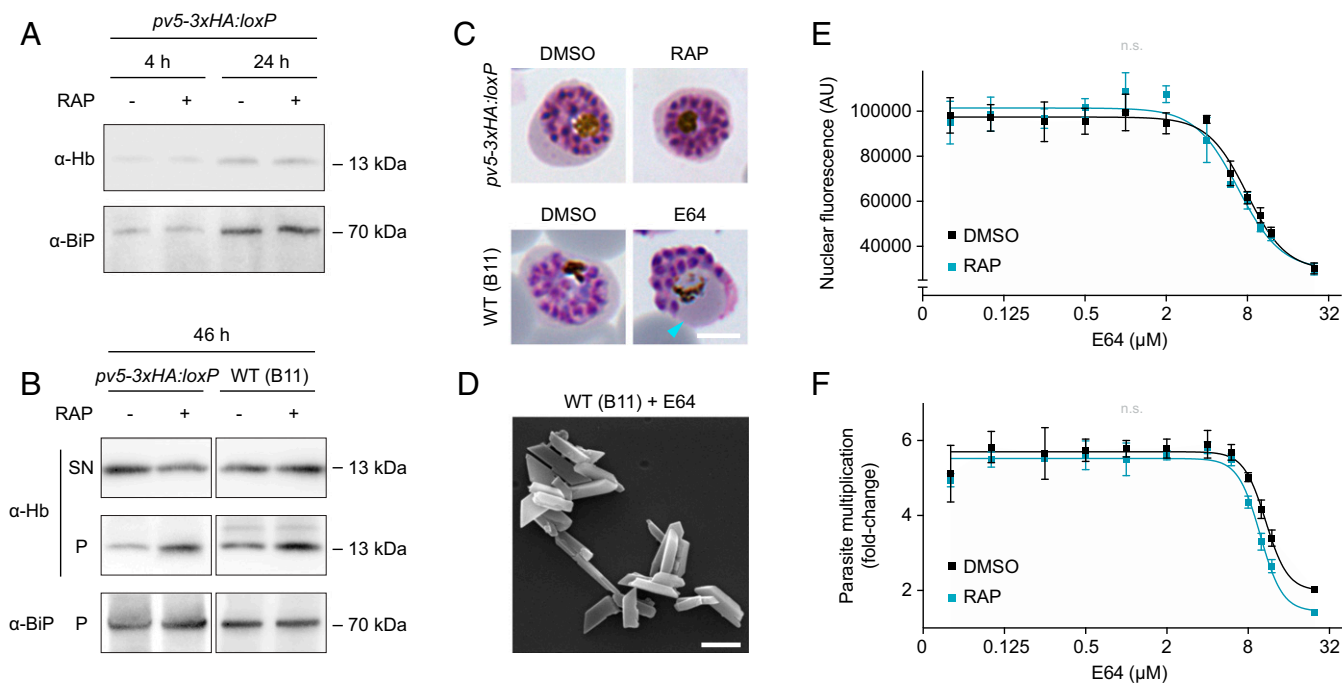 A
pv5-3xHA:loxP
4 h 24 h
RAP - + - +
α-Hb – 13 kDa
α-BiP – 70 kDa
B
46 h
pv5-3xHA:loxP WT (B11)
RAP - + - +
SN – 13 kDa
α-Hb
P – 13 kDa
α-BiP P – 70 kDa
C
DMSO RAP
pv5-3xHA:loxP
DMSO E64
WT (B11)
D
WT (B11) + E64
E
n.s.
Nuclear fluorescence (AU)
100000
80000
60000
40000
DMSO
RAP
0 0.125 0.5 2 8 32
E64 (μM)
F
n.s.
Parasite multiplication
(fold-change)
6
4
2
DMSO
RAP
0 0.125 0.5 2 8 32
E64 (μM)